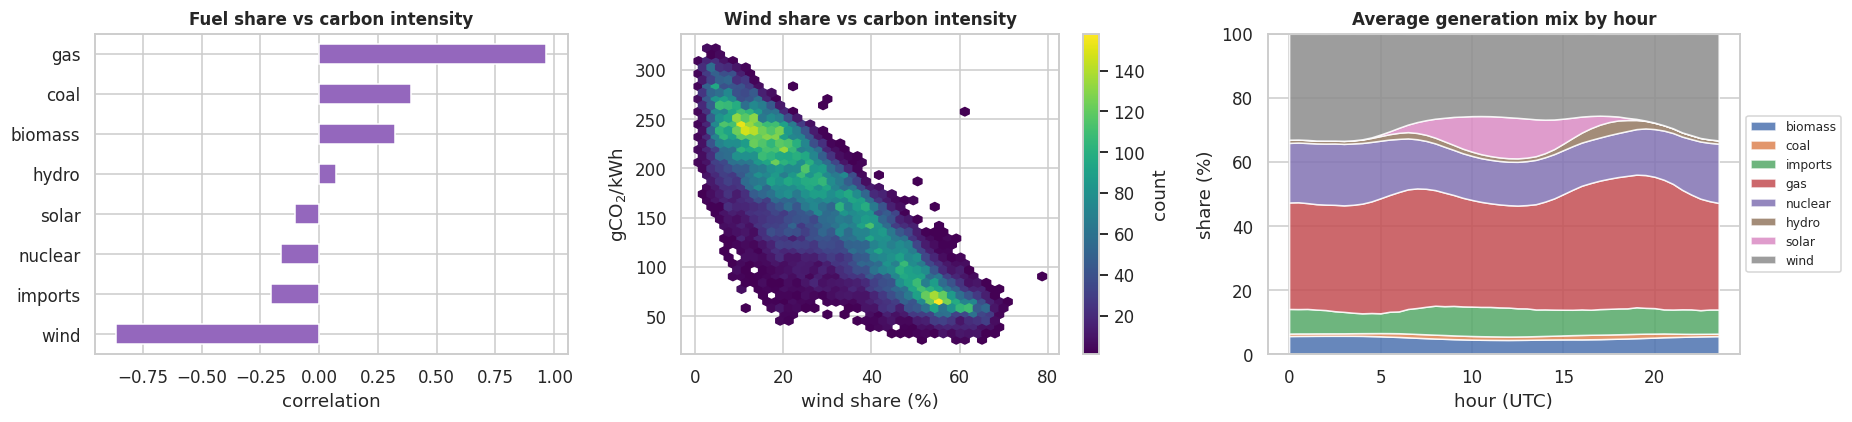 Fuel share vs carbon intensity
gas
coal
biomass
hydro
solar
nuclear
imports
wind
−0.75 −0.50 −0.25 0.00 0.25 0.50 0.75 1.00
correlation
Wind share vs carbon intensity
gCO₂/kWh
300
250
200
150
100
50
0 20 40 60 80
wind share (%)
140
120
100
80
60
40
20
count
Average generation mix by hour
share (%)
100
80
60
40
20
0
0 5 10 15 20
hour (UTC)
biomass
coal
imports
gas
nuclear
hydro
solar
wind